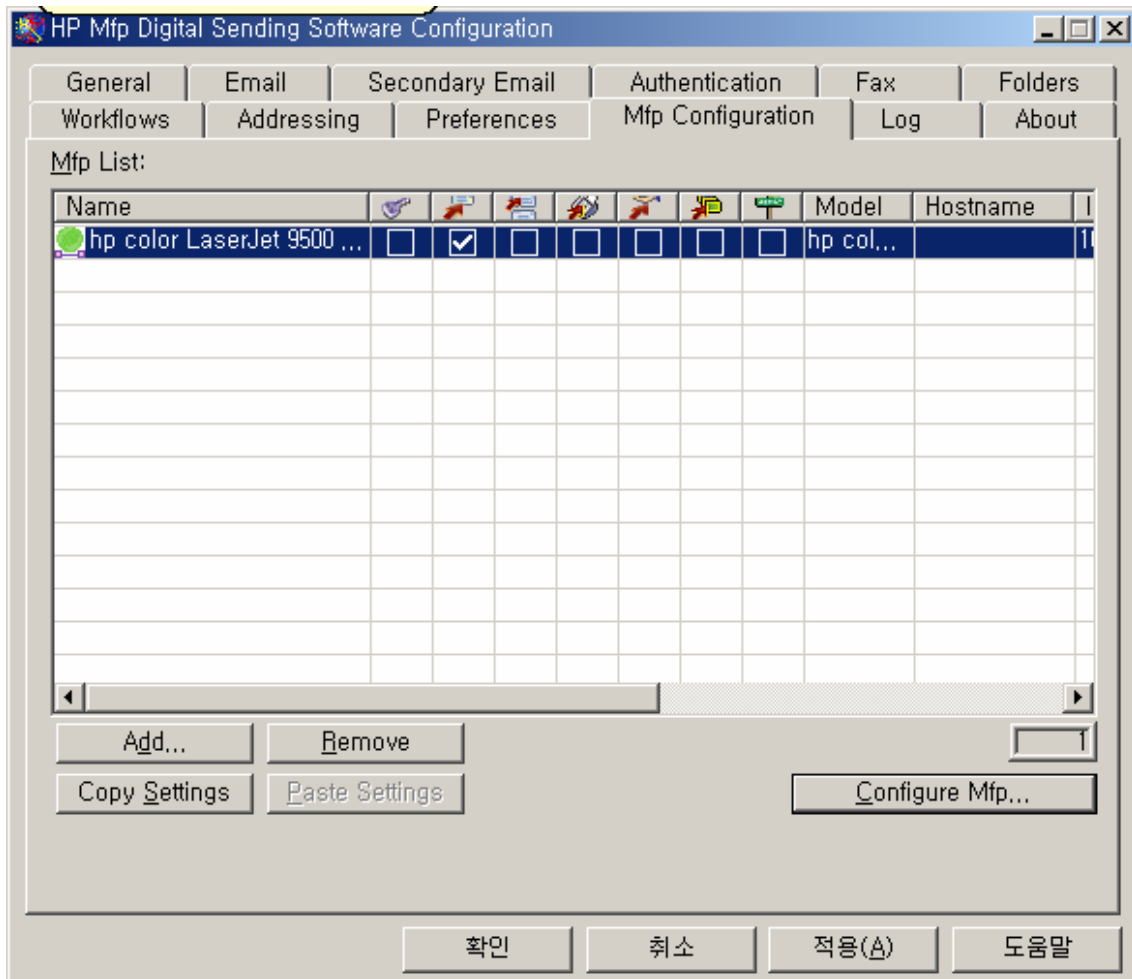 HP Mfp Digital Sending Software Configuration
General Email Secondary Email Authentication Fax Folders
Workflows Addressing Preferences Mfp Configuration Log About
Mfp List:
Name Model Hostname I
hp color LaserJet 9500 ... hp col...
Add... Remove 1
Copy Settings Paste Settings Configure Mfp...
확인 취소 적용(A) 도움말